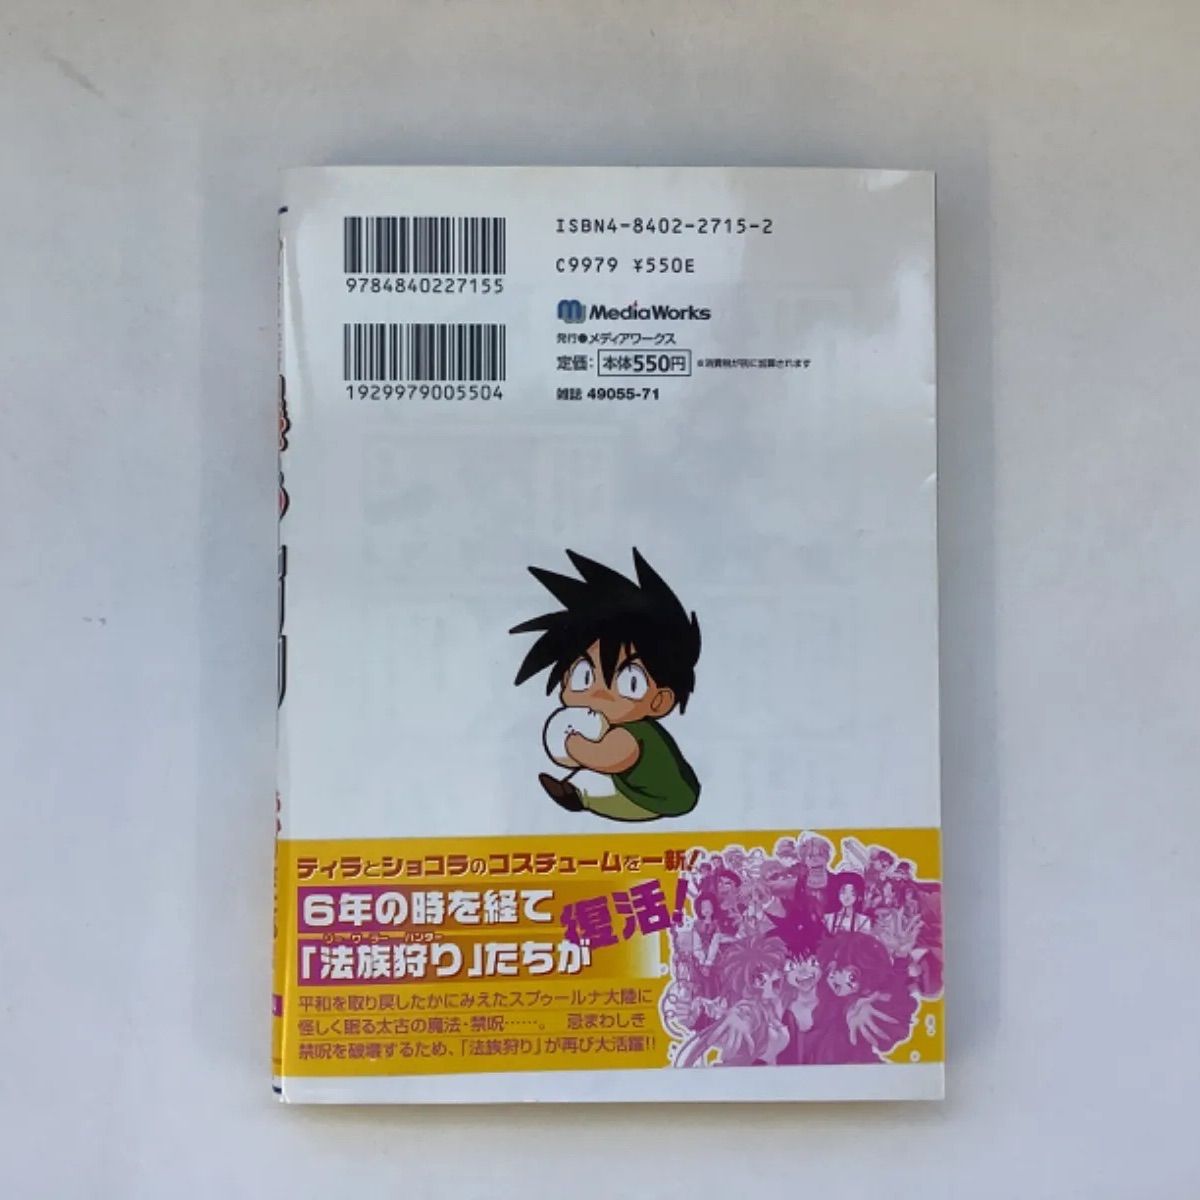 ISBN4-8402-2715-2
C9979 ¥550E
9784840227155
MediaWorks
発行●メディアワークス
定価: 本体550円 ※消費税が別に加算されます
雑誌 49055-71
1929979005504
ティラとショコラのコスチュームを一新!
6年の時を経て
復活!
ソーサラー ハンター
「法族狩り」たちが
平和を取り戻したかにみえたスプゥールナ大陸に
怪しく眠る太古の魔法・禁呪……。 忌まわしき
禁呪を破壊するため、「法族狩り」が再び大活躍!!